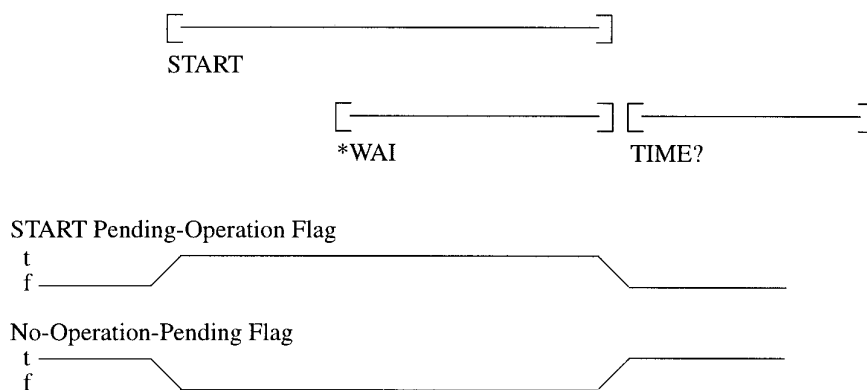 START
*WAI
TIME?
START Pending-Operation Flag
t
f
No-Operation-Pending Flag
t
f